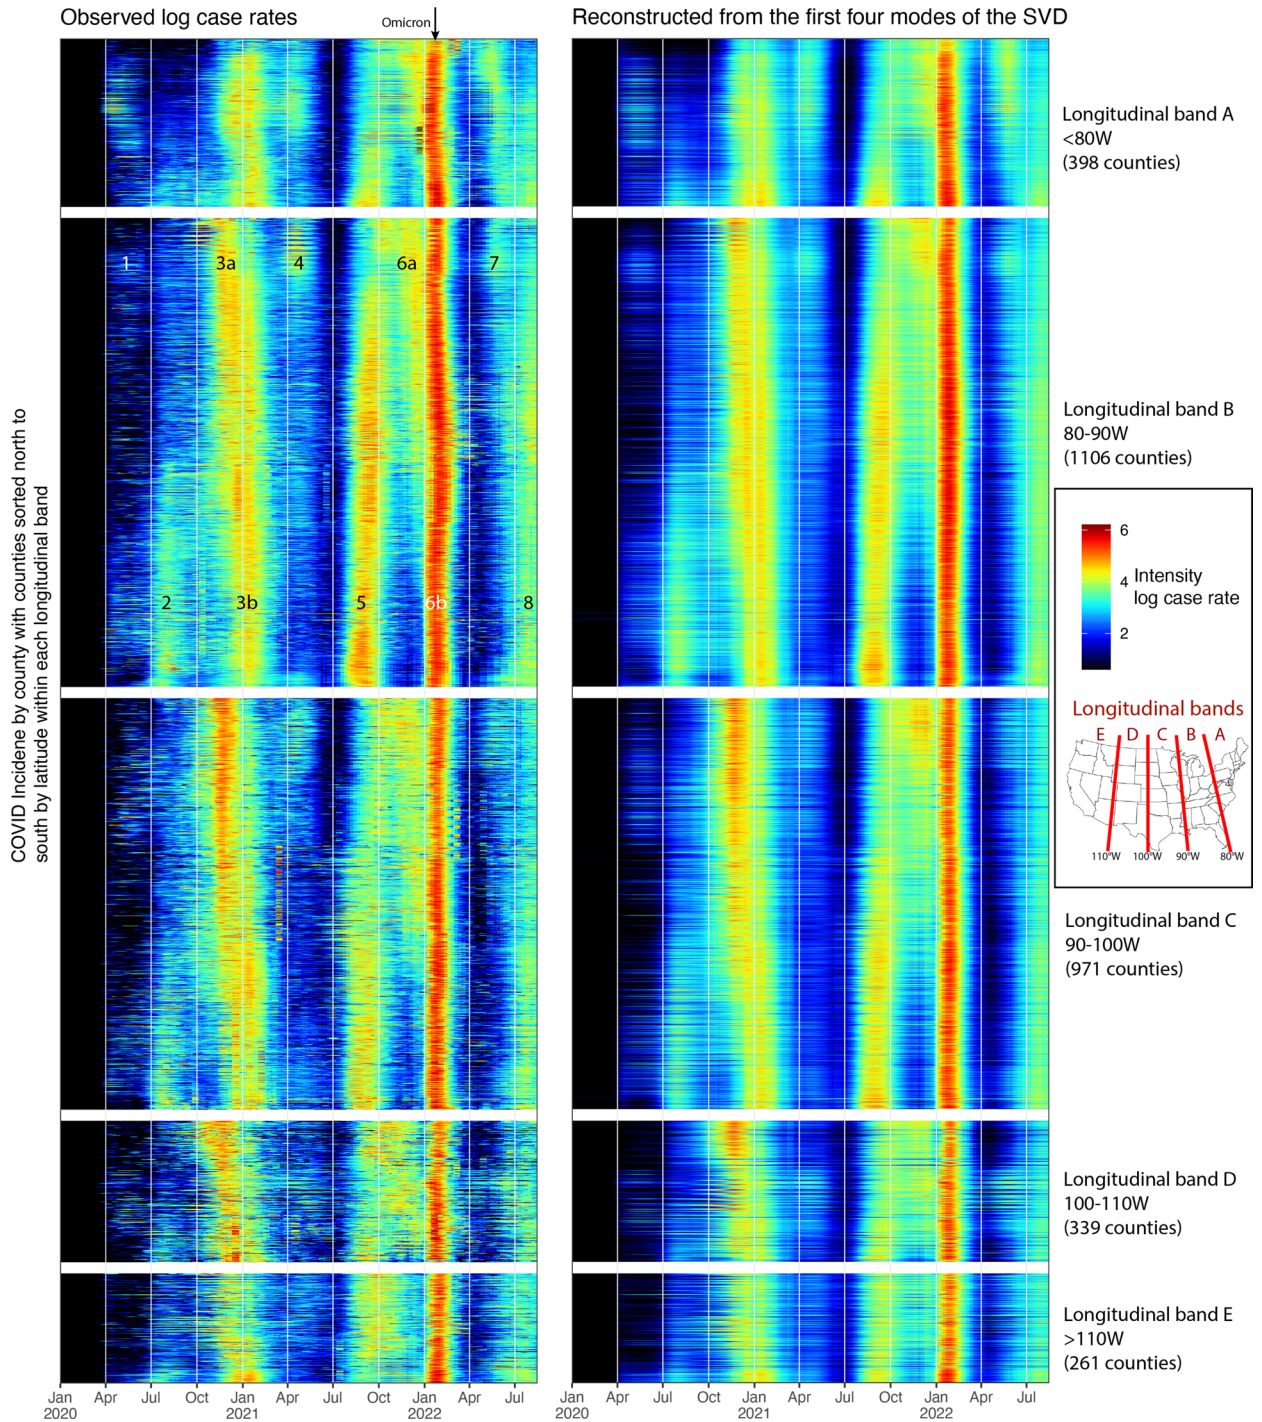 Observed log case rates
Omicron
Reconstructed from the first four modes of the SVD
COVID Incidene by county with counties sorted north to
south by latitude within each longitudinal band
1
3a
4
6a
7
2
3b
5
6b
8
Longitudinal band A
<80W
(398 counties)
Longitudinal band B
80-90W
(1106 counties)
6
4
2
Intensity
log case rate
Longitudinal bands
E D C B A
110°W 100°W 90°W 80°W
Longitudinal band C
90-100W
(971 counties)
Longitudinal band D
100-110W
(339 counties)
Longitudinal band E
>110W
(261 counties)
Jan Apr Jul Oct Jan Apr Jul Oct Jan Apr Jul
2020 2021 2022
Jan Apr Jul Oct Jan Apr Jul Oct Jan Apr Jul
2020 2021 2022